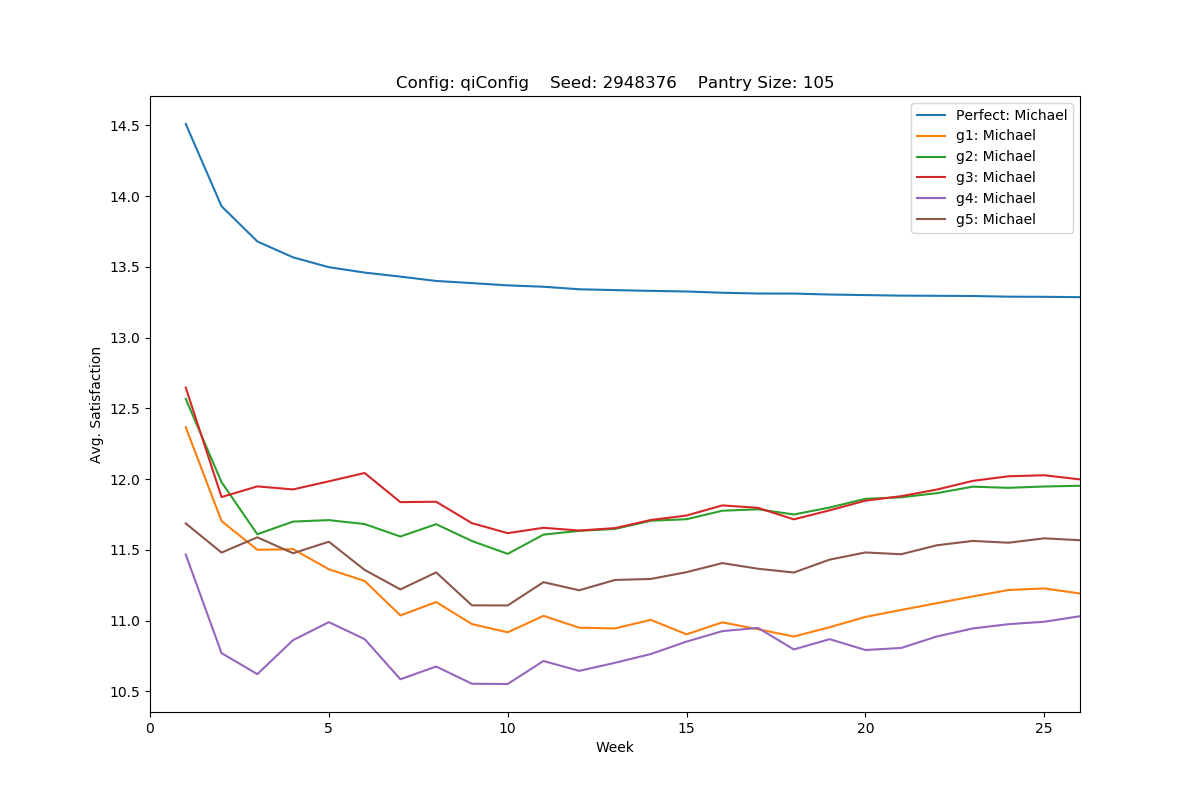 Config: qiConfig    Seed: 2948376    Pantry Size: 105
Perfect: Michael
g1: Michael
g2: Michael
g3: Michael
g4: Michael
g5: Michael
14.5
14.0
13.5
13.0
12.5
12.0
11.5
11.0
10.5
Avg. Satisfaction
0 5 10 15 20 25
Week